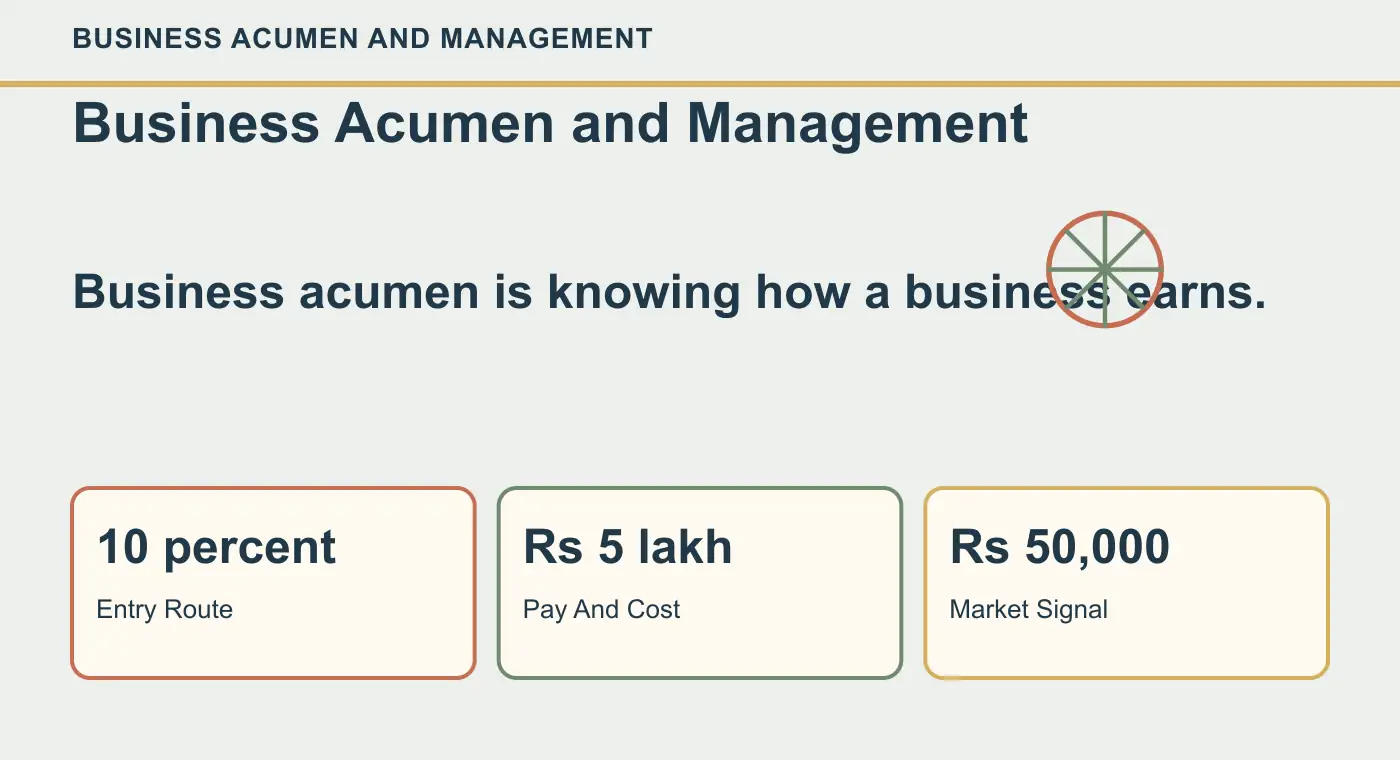 BUSINESS ACUMEN AND MANAGEMENT
Business Acumen and Management
Business acumen is knowing how a business earns.
10 percent
Entry Route
Rs 5 lakh
Pay And Cost
Rs 50,000
Market Signal